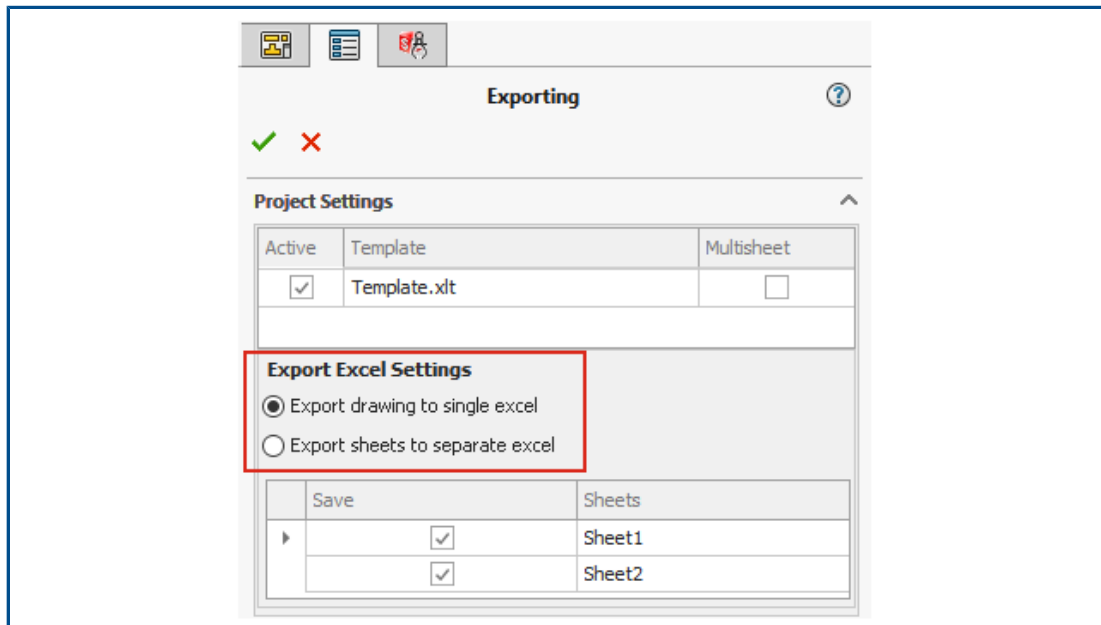 Exporting
?
Project Settings
Active Template Multisheet
Template.xlt
Export Excel Settings
Export drawing to single excel
Export sheets to separate excel
Save Sheets
Sheet1
Sheet2